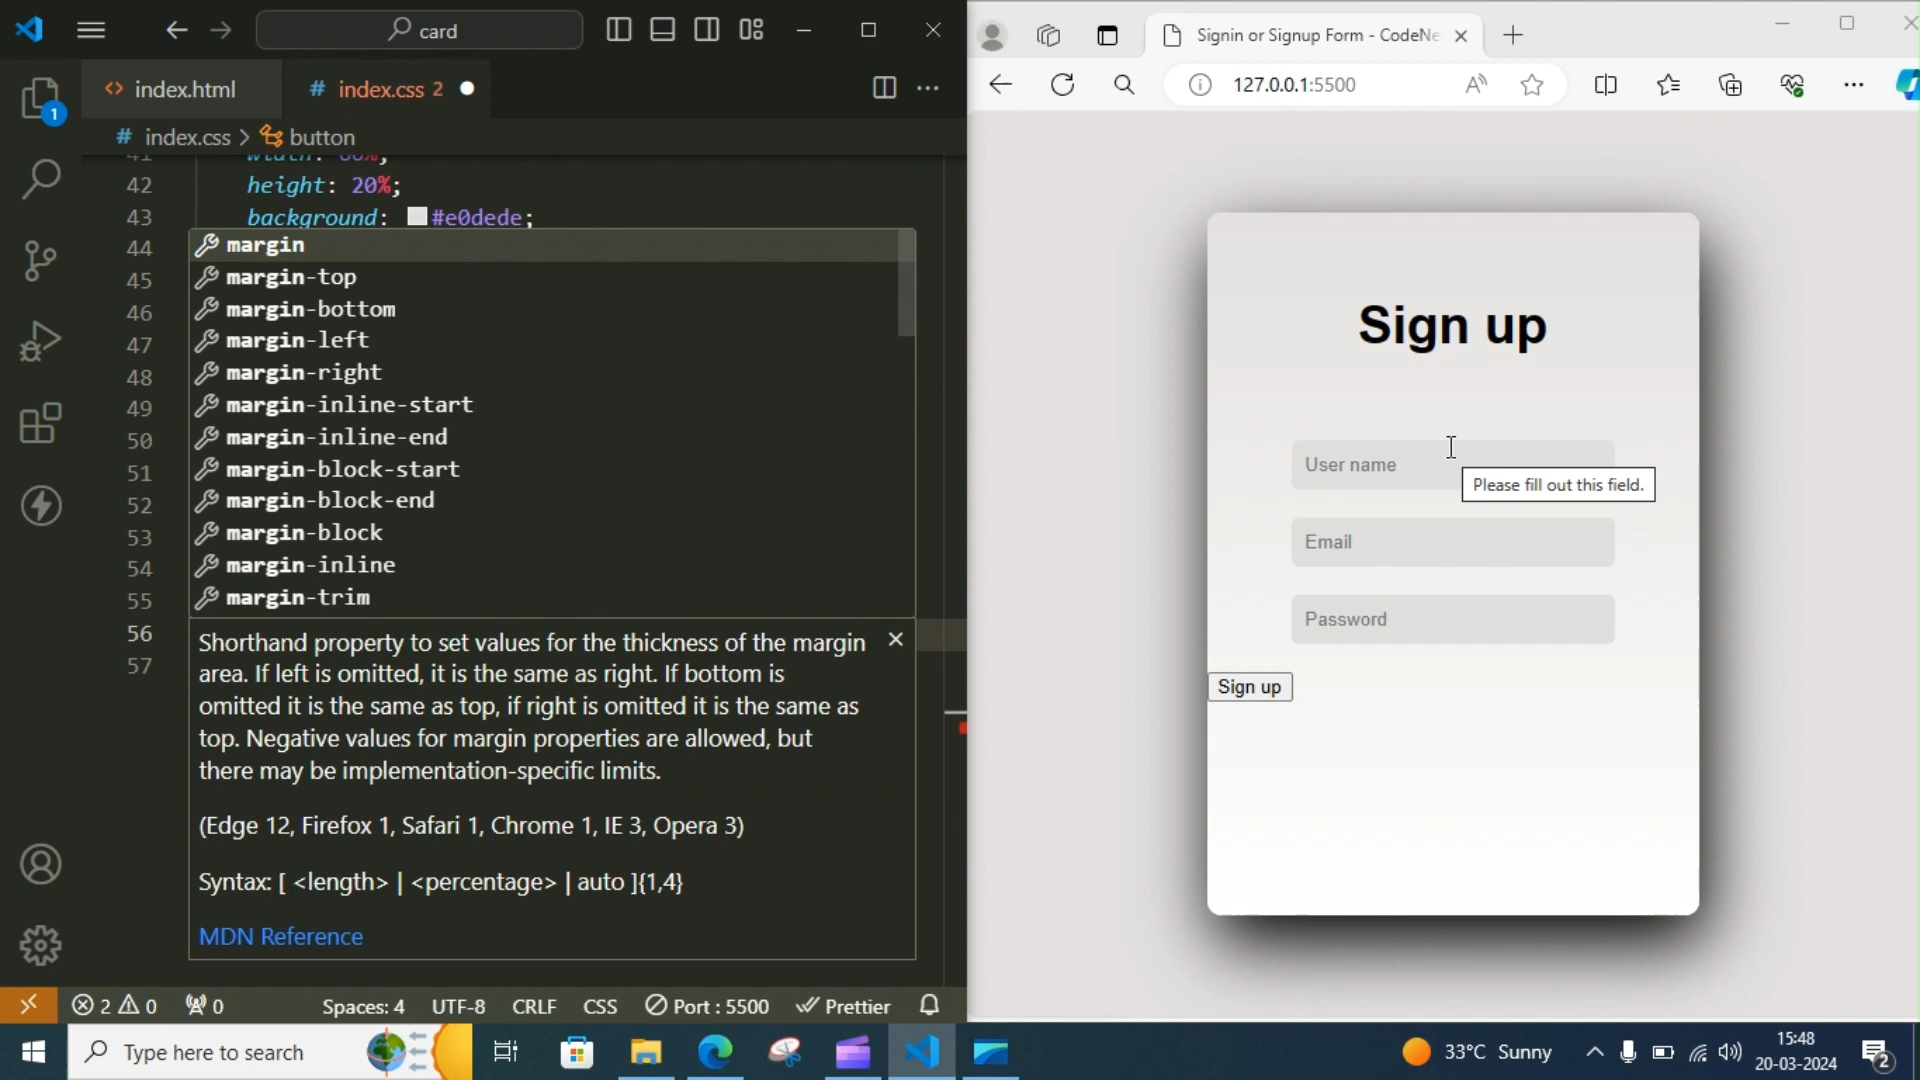 card
index.html
# index.css 2
# index.css > button
41 width: 60%;
42 height: 20%;
43 background: #e0dede;
44
45
46
47
48
49
50
51
52
53
54
55
56
57
margin
margin-top
margin-bottom
margin-left
margin-right
margin-inline-start
margin-inline-end
margin-block-start
margin-block-end
margin-block
margin-inline
margin-trim
Shorthand property to set values for the thickness of the margin
area. If left is omitted, it is the same as right. If bottom is
omitted it is the same as top, if right is omitted it is the same as
top. Negative values for margin properties are allowed, but
there may be implementation-specific limits.
(Edge 12, Firefox 1, Safari 1, Chrome 1, IE 3, Opera 3)
Syntax: [ <length> | <percentage> | auto ]{1,4}
MDN Reference
1
2 0 0 Spaces: 4 UTF-8 CRLF CSS Port : 5500 Prettier
Signin or Signup Form - CodeNe
127.0.0.1:5500
Sign up
User name
Please fill out this field.
Email
Password
Sign up
Type here to search
33°C Sunny
15:48
20-03-2024
2